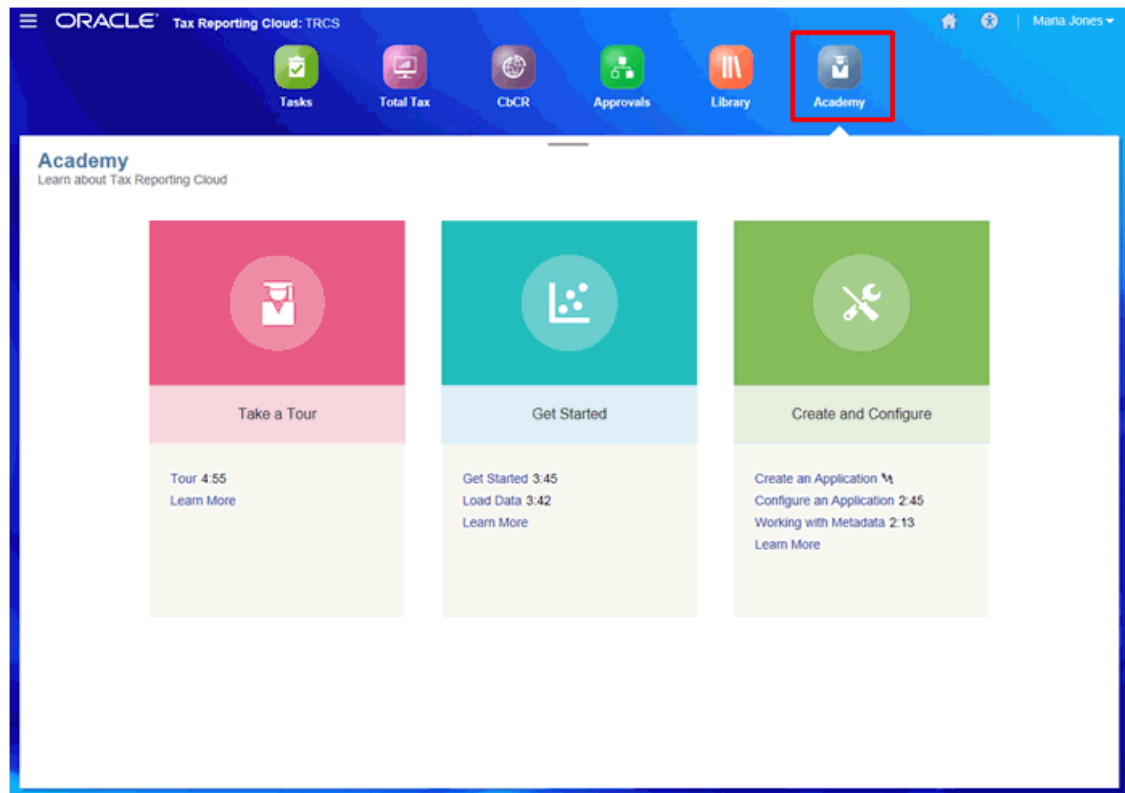 ORACLE' Tax Reporting Cloud: TRCS
Maria Jones
Tasks
Total Tax
CbCR
Approvals
Library
Academy
Academy
Learn about Tax Reporting Cloud
Take a Tour
Get Started
Create and Configure
Tour 4:55
Learn More
Get Started 3:45
Load Data 3:42
Learn More
Create an Application
Configure an Application 2:45
Working with Metadata 2:13
Learn More